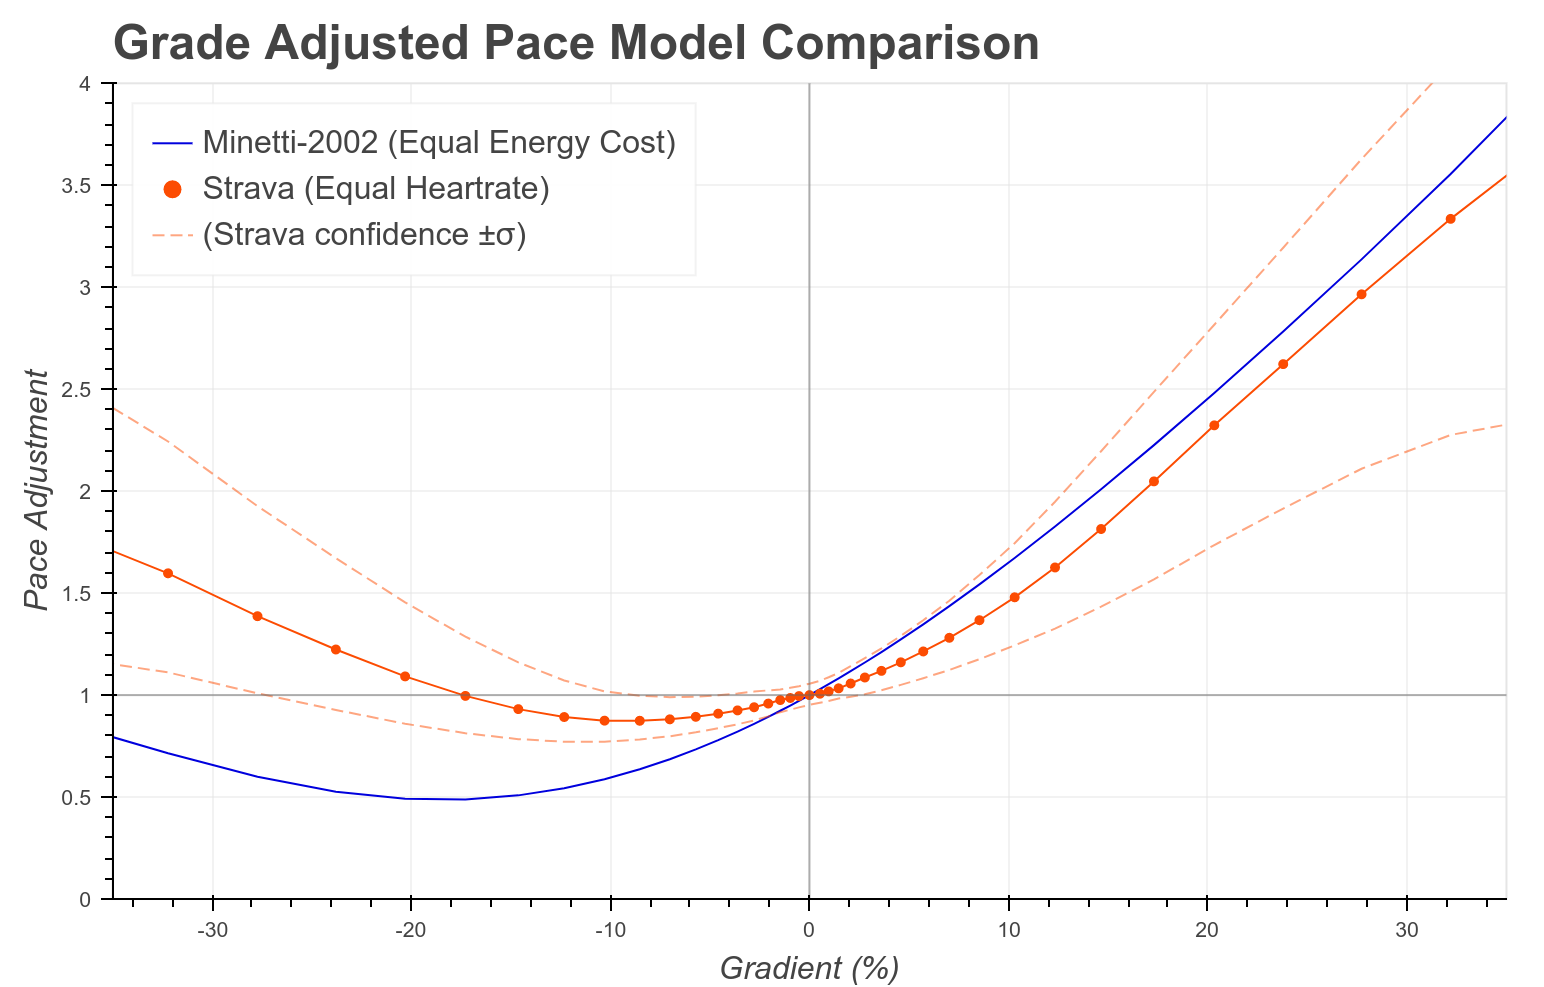 Grade Adjusted Pace Model Comparison
Minetti-2002 (Equal Energy Cost)
Strava (Equal Heartrate)
(Strava confidence ±σ)
Pace Adjustment
4
3.5
3
2.5
2
1.5
1
0.5
0
-30 -20 -10 0 10 20 30
Gradient (%)